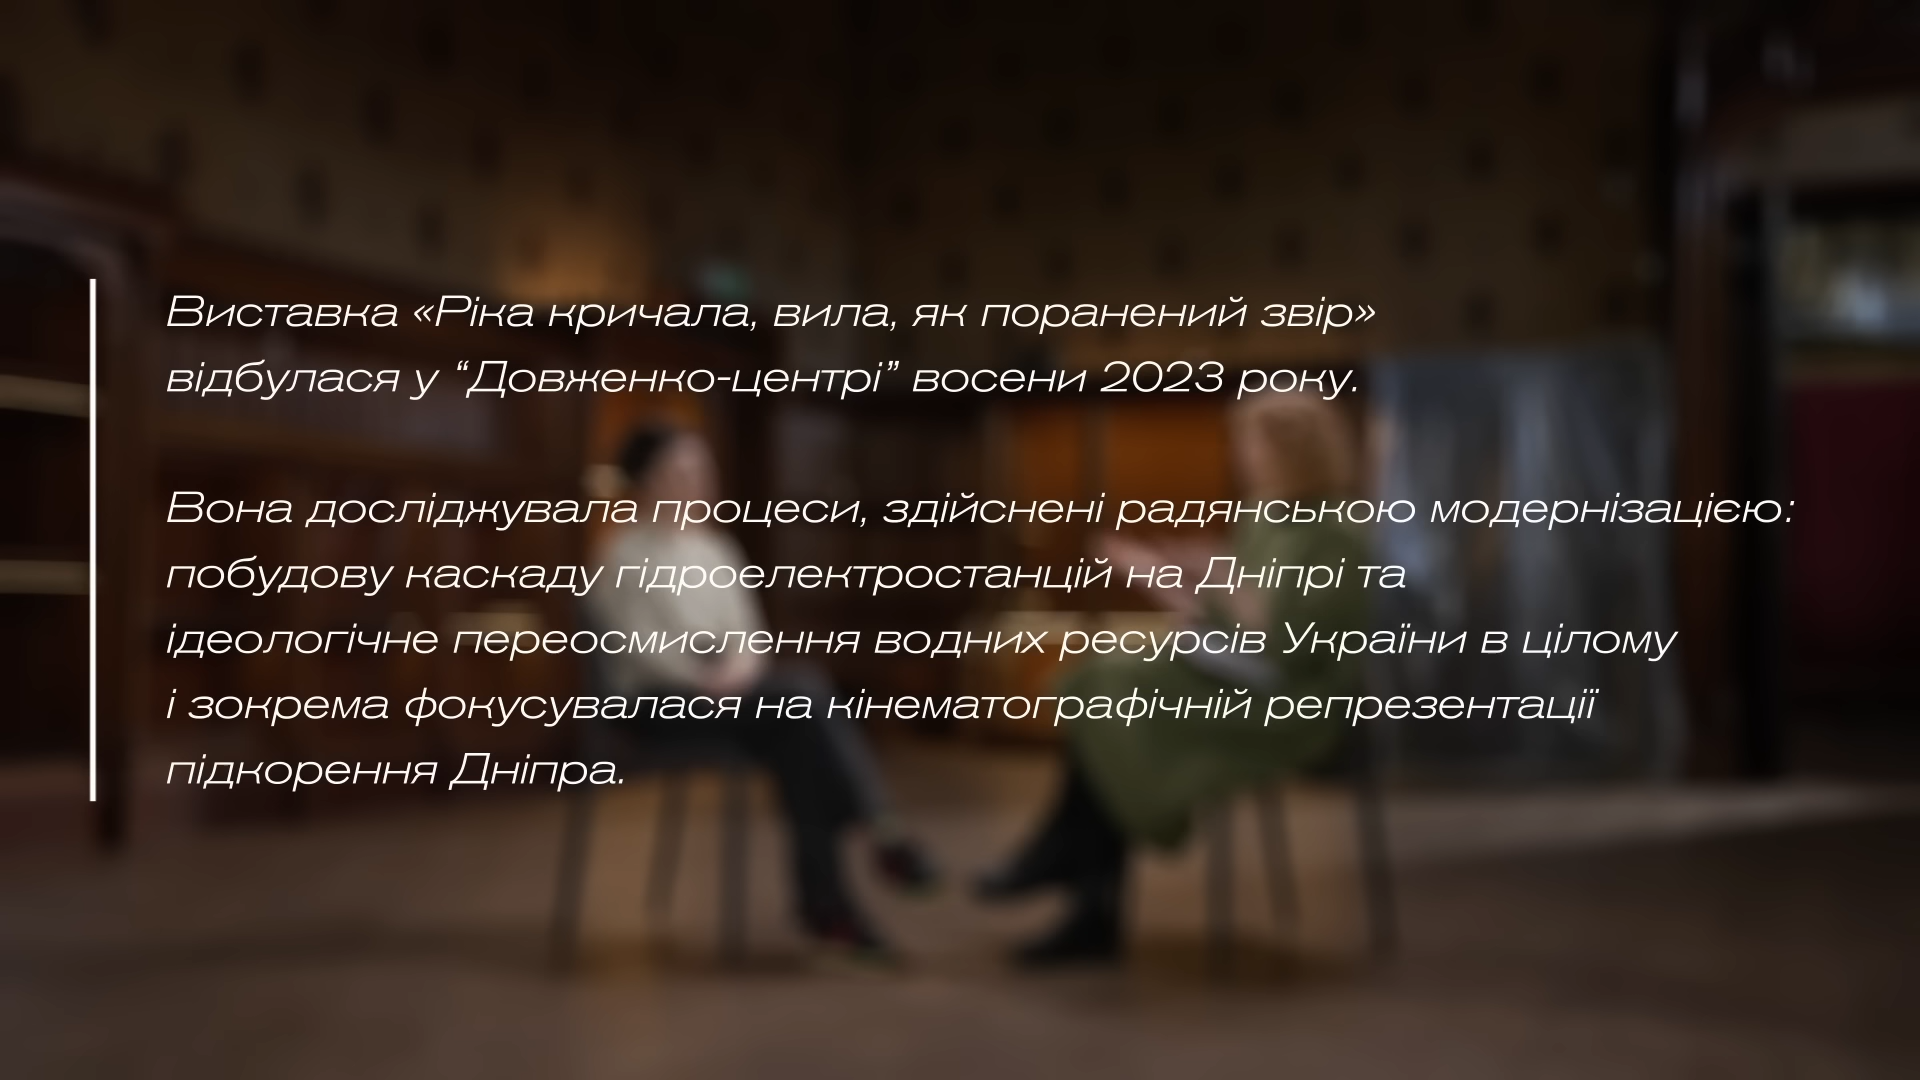 Виставка «Ріка кричала, вила, як поранений звір»
відбулася у “Довженко-центрі” восени 2023 року.
Вона досліджувала процеси, здійснені радянською модернізацією:
побудову каскаду гідроелектростанцій на Дніпрі та
ідеологічне переосмислення водних ресурсів України в цілому
і зокрема фокусувалася на кінематографічній репрезентації
підкорення Дніпра.